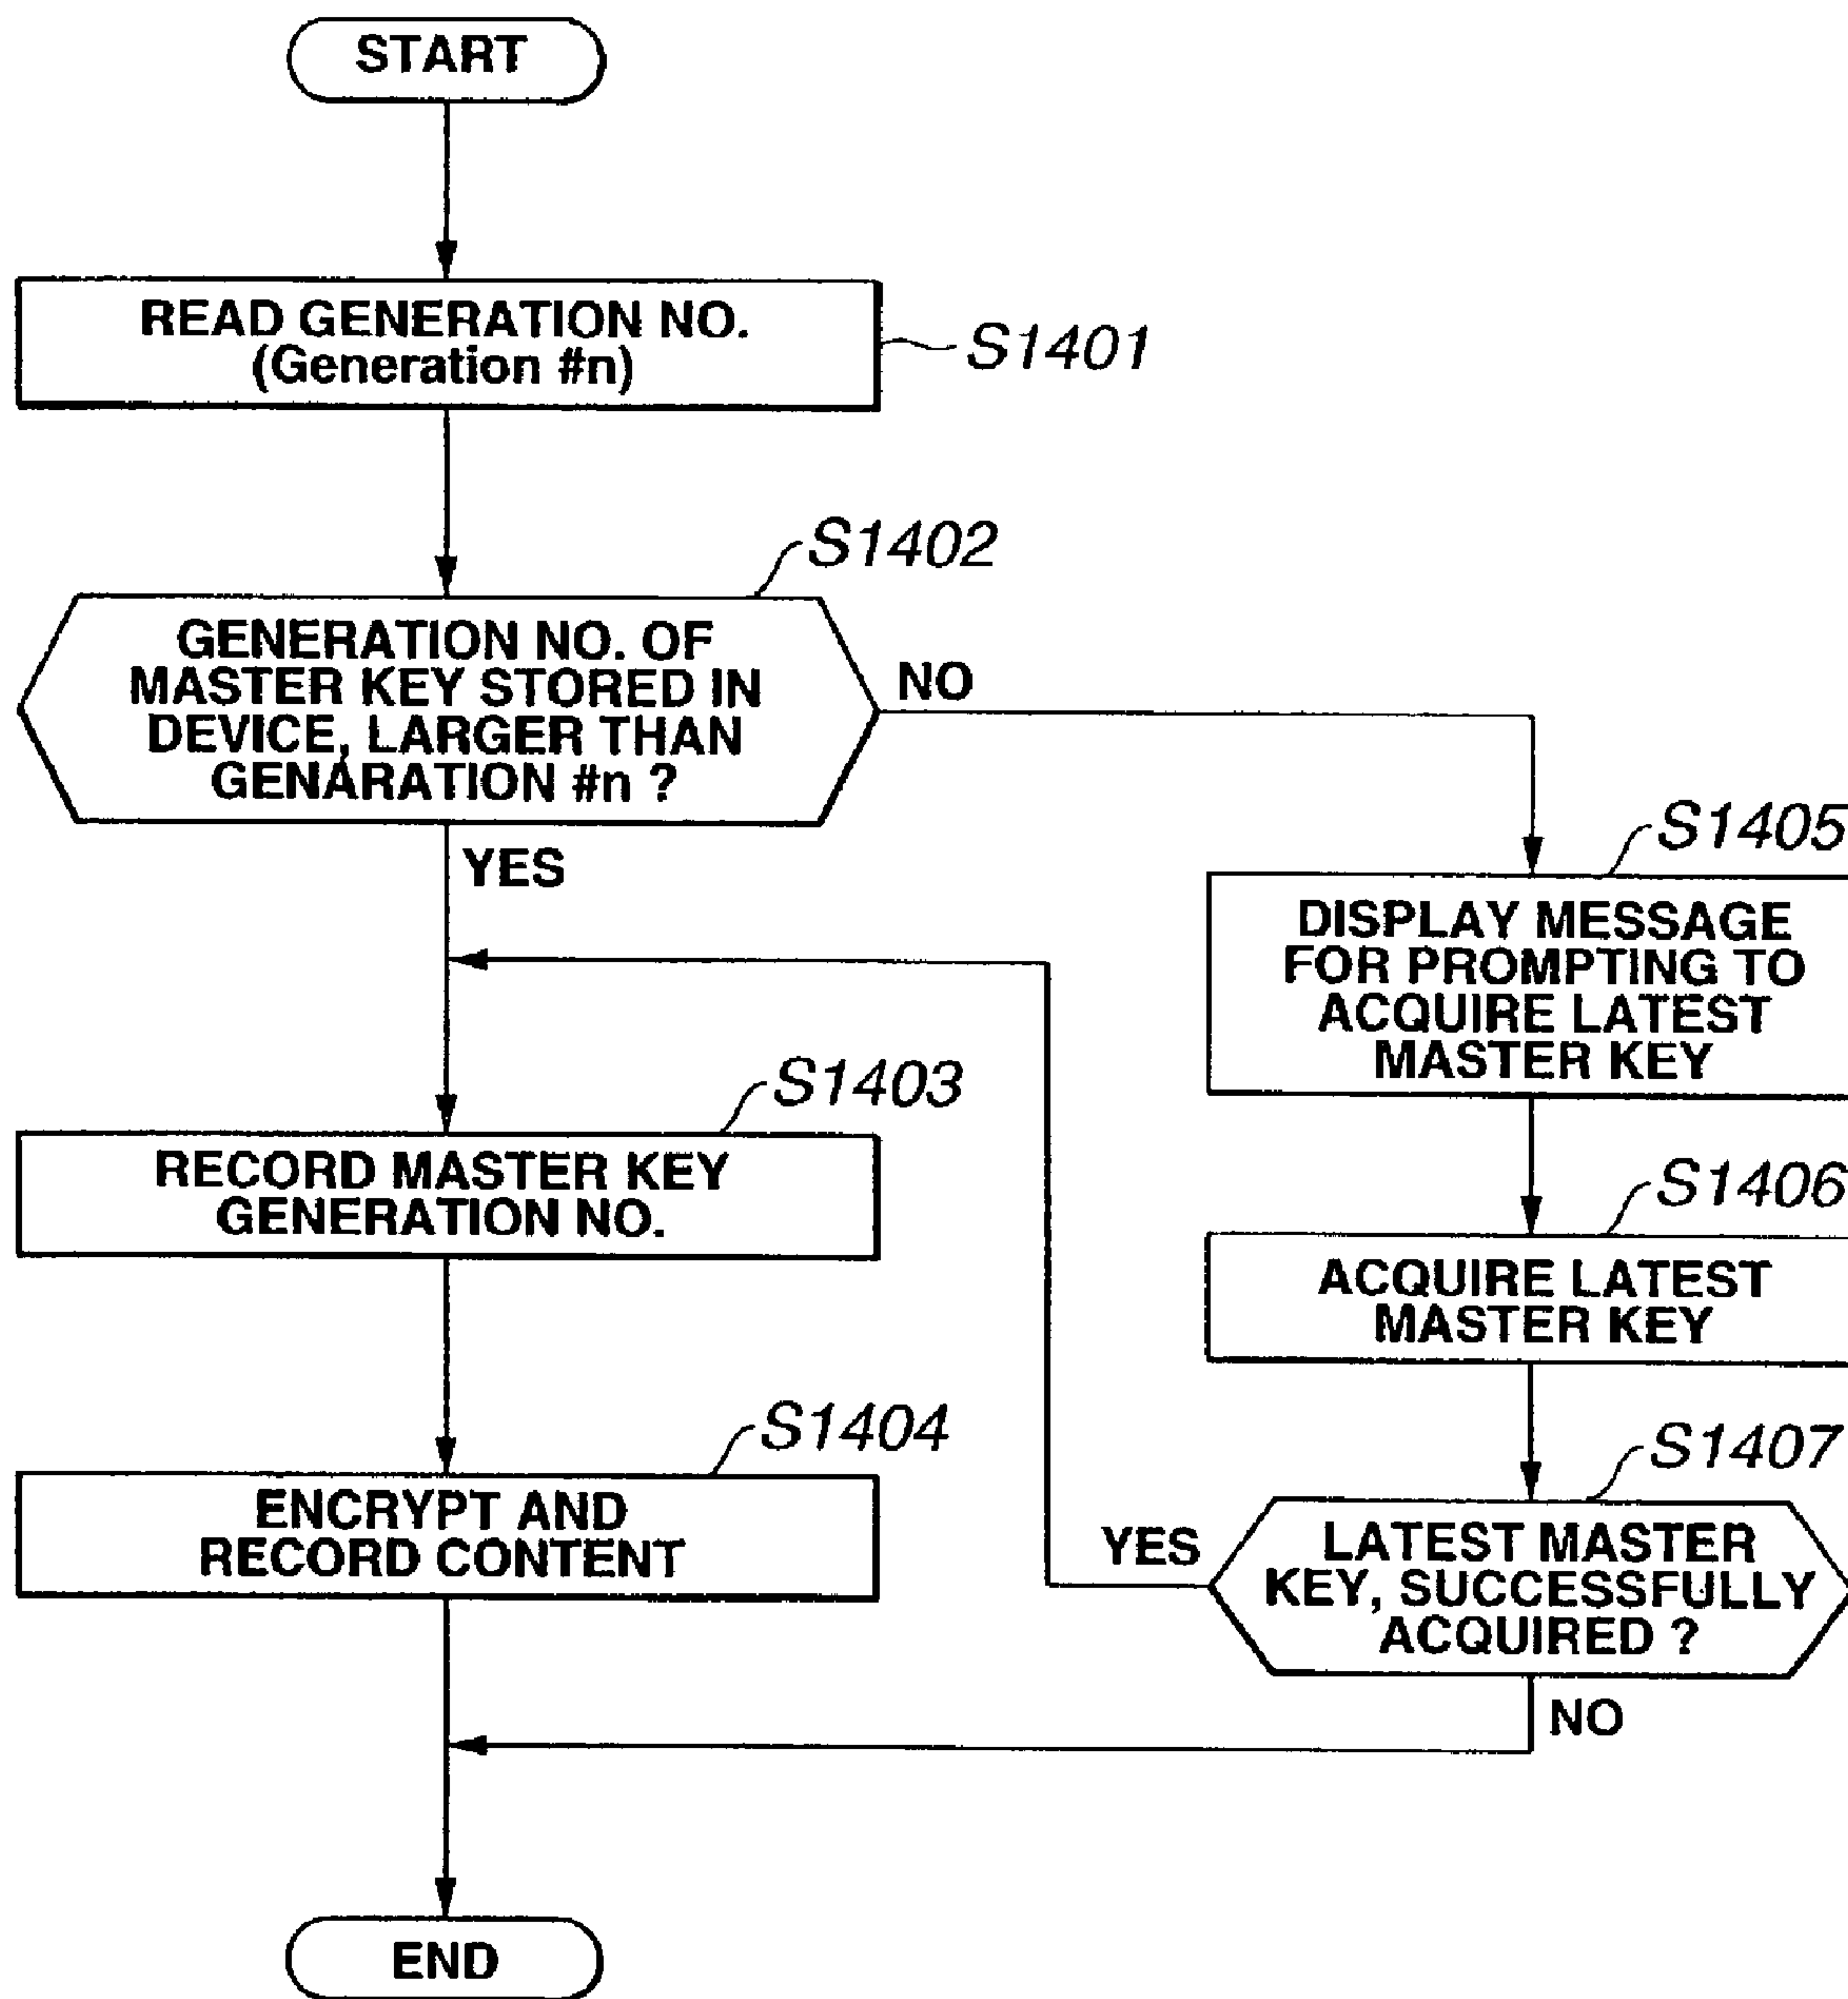 START
READ GENERATION NO.
(Generation #n)
S1401
S1402
GENERATION NO. OF
MASTER KEY STORED IN
DEVICE, LARGER THAN
GENARATION #n ?
NO
YES
S1405
DISPLAY MESSAGE
FOR PROMPTING TO
ACQUIRE LATEST
MASTER KEY
S1403
RECORD MASTER KEY
GENERATION NO.
S1406
ACQUIRE LATEST
MASTER KEY
S1404
ENCRYPT AND
RECORD CONTENT
S1407
YES
LATEST MASTER
KEY, SUCCESSFULLY
ACQUIRED ?
NO
END